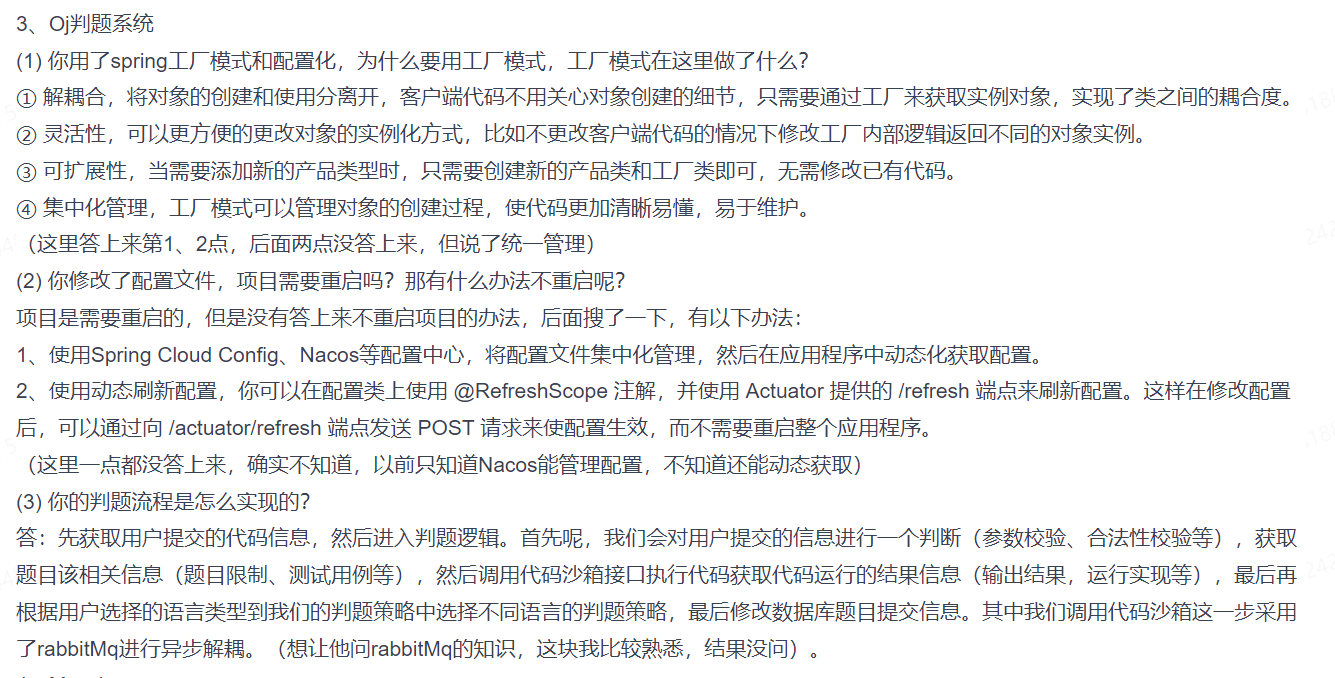 3、Oj判题系统
(1) 你用了spring工厂模式和配置化，为什么要用工厂模式，工厂模式在这里做了什么？
① 解耦合，将对象的创建和使用分离开，客户端代码不用关心对象创建的细节，只需要通过工厂来获取实例对象，实现了类之间的耦合度。
② 灵活性，可以更方便的更改对象的实例化方式，比如不更改客户端代码的情况下修改工厂内部逻辑返回不同的对象实例。
③ 可扩展性，当需要添加新的产品类型时，只需要创建新的产品类和工厂类即可，无需修改已有代码。
④ 集中化管理，工厂模式可以管理对象的创建过程，使代码更加清晰易懂，易于维护。
（这里答上来第1、2点，后面两点没答上来，但说了统一管理）
(2) 你修改了配置文件，项目需要重启吗？那有什么办法不重启呢？
项目是需要重启的，但是没有答上来不重启项目的办法，后面搜了一下，有以下办法：
1、使用Spring Cloud Config、Nacos等配置中心，将配置文件集中化管理，然后在应用程序中动态化获取配置。
2、使用动态刷新配置，你可以在配置类上使用 @RefreshScope 注解，并使用 Actuator 提供的 /refresh 端点来刷新配置。这样在修改配置
后，可以通过向 /actuator/refresh 端点发送 POST 请求来使配置生效，而不需要重启整个应用程序。
（这里一点都没答上来，确实不知道，以前只知道Nacos能管理配置，不知道还能动态获取）
(3) 你的判题流程是怎么实现的？
答：先获取用户提交的代码信息，然后进入判题逻辑。首先呢，我们会对用户提交的信息进行一个判断（参数校验、合法性校验等），获取
题目该相关信息（题目限制、测试用例等），然后调用代码沙箱接口执行代码获取代码运行的结果信息（输出结果，运行实现等），最后再
根据用户选择的语言类型到我们的判题策略中选择不同语言的判题策略，最后修改数据库题目提交信息。其中我们调用代码沙箱这一步采用
了rabbitMq进行异步解耦。（想让他问rabbitMq的知识，这块我比较熟悉，结果没问）。